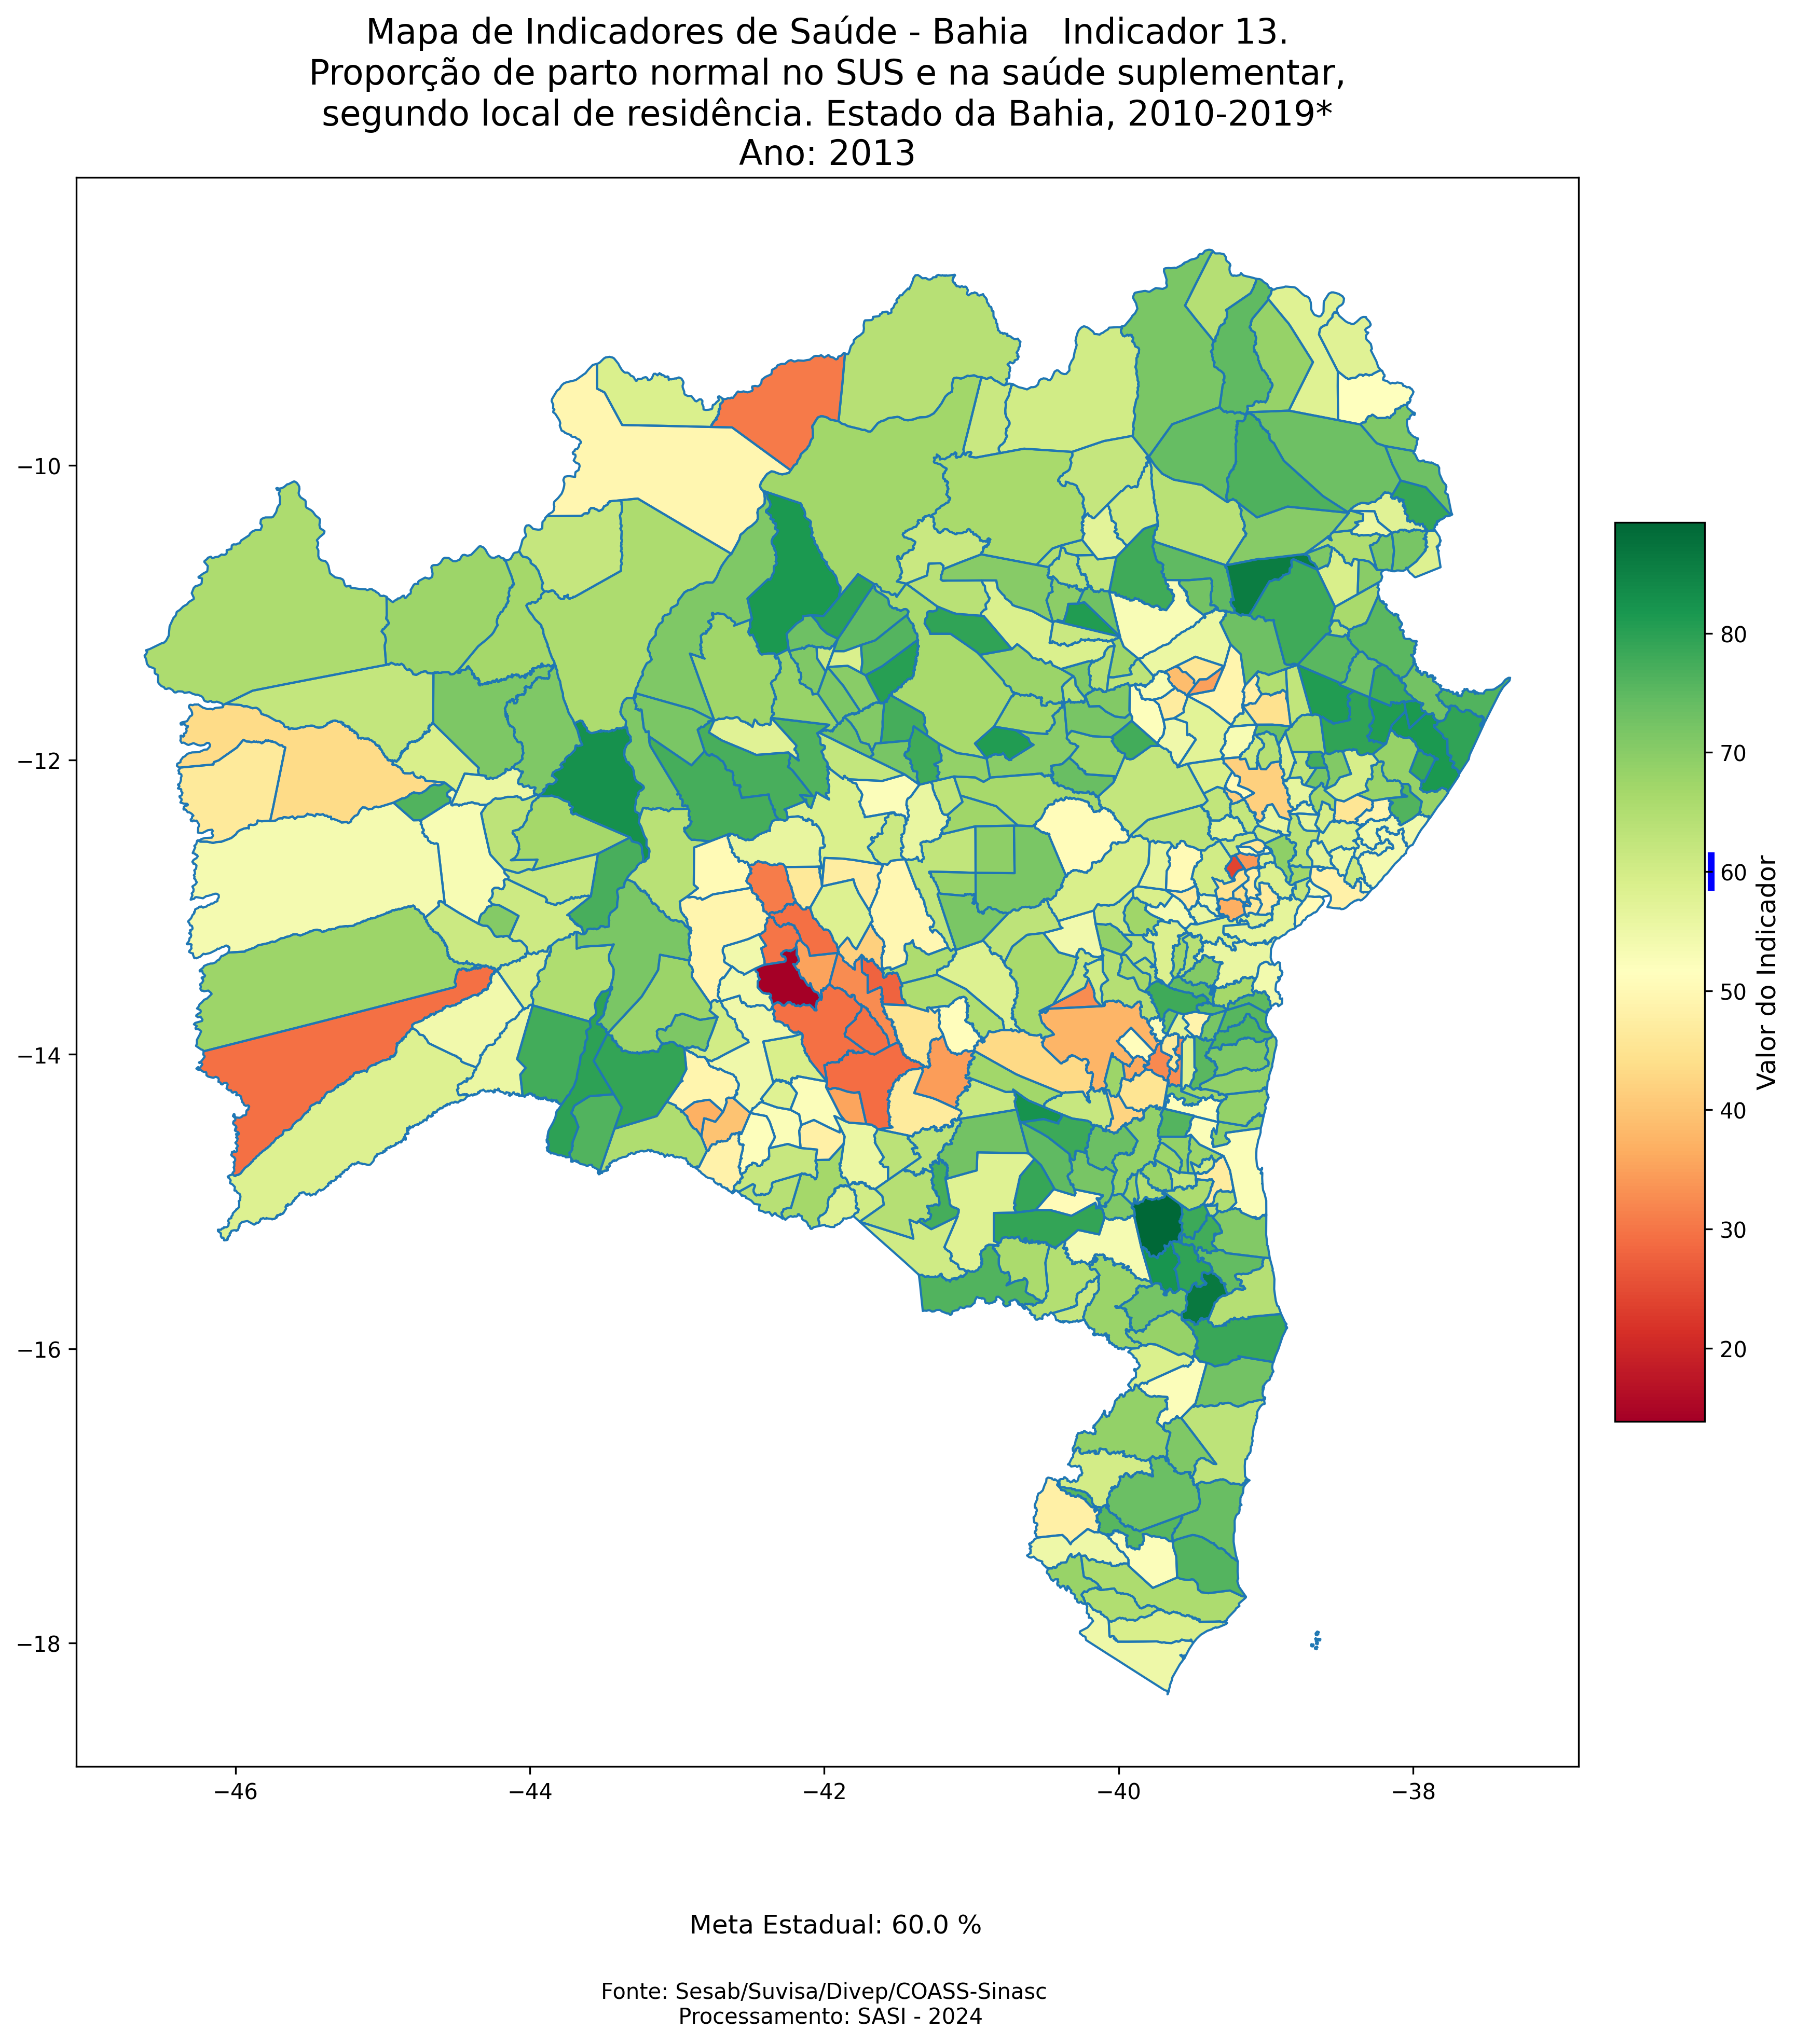 Mapa de Indicadores de Saúde - Bahia   Indicador 13.
Proporção de parto normal no SUS e na saúde suplementar,
segundo local de residência. Estado da Bahia, 2010-2019*
Ano: 2013
−10
−12
−14
−16
−18
−46
−44
−42
−40
−38
80
70
60
50
40
30
20
Valor do Indicador
Meta Estadual: 60.0 %
Fonte: Sesab/Suvisa/Divep/COASS-Sinasc
Processamento: SASI - 2024